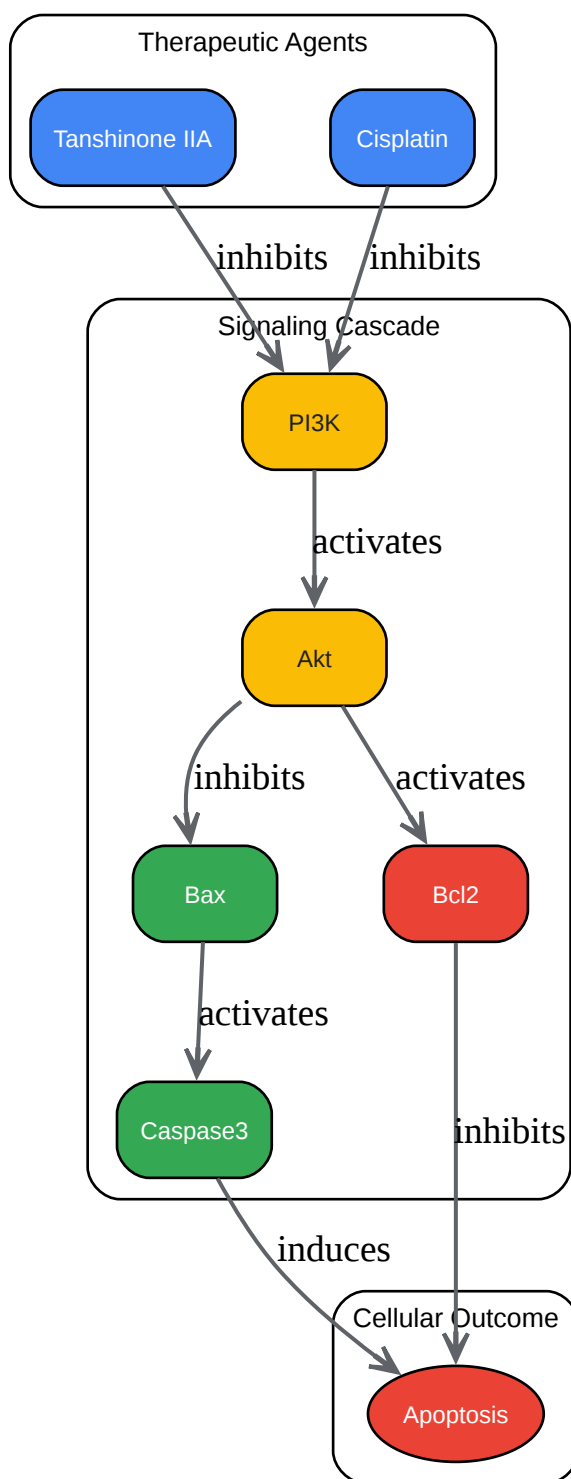 Therapeutic Agents
Tanshinone IIA
Cisplatin
inhibits
inhibits
Signaling Cascade
PI3K
activates
Akt
inhibits
activates
Bax
Bcl2
activates
Caspase3
inhibits
induces
Cellular Outcome
Apoptosis